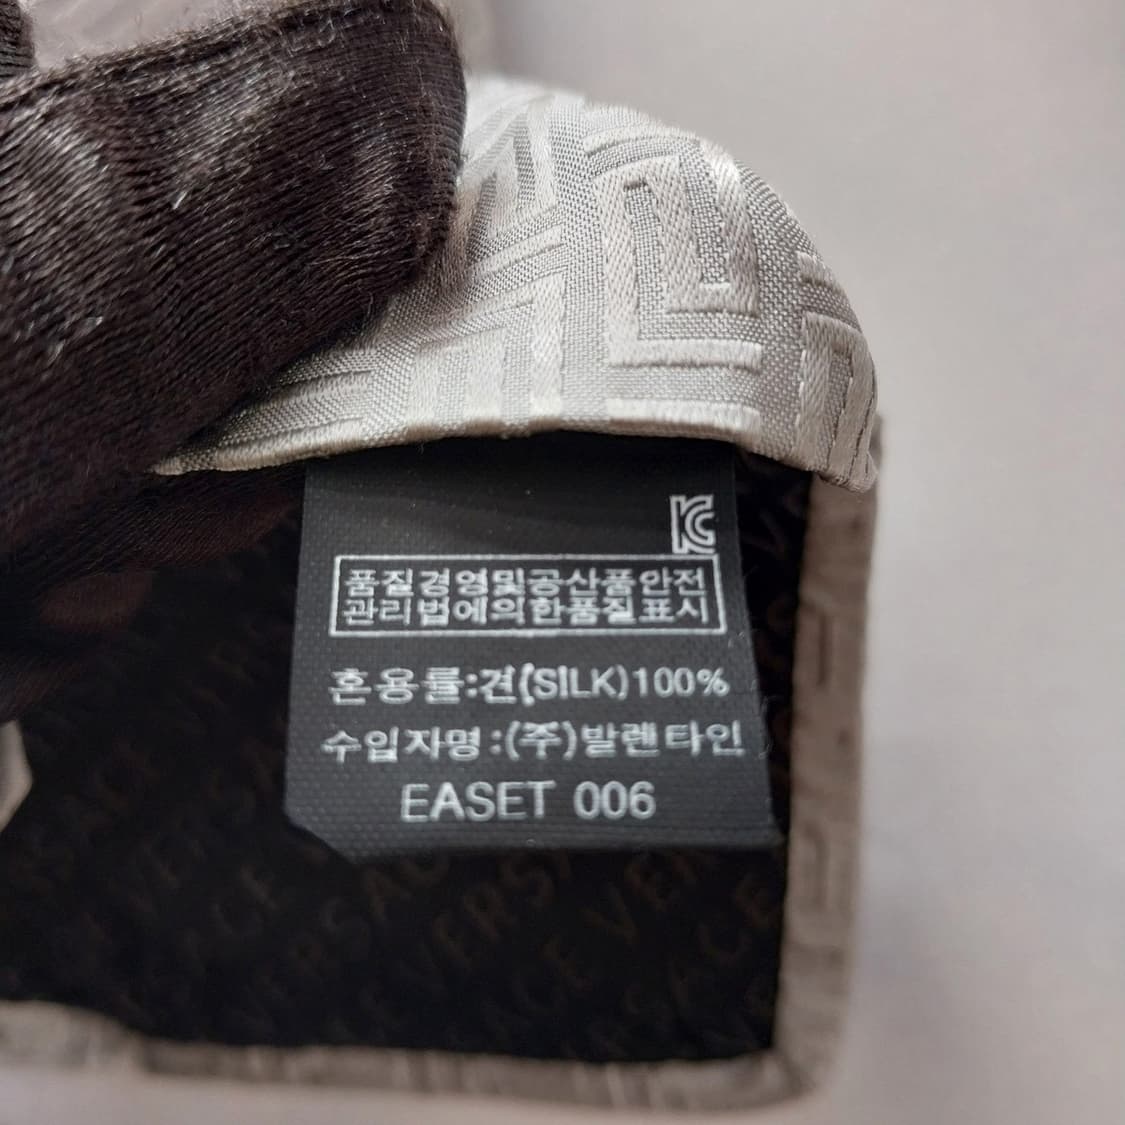 KC
품질경영및공산품안전
관리법에의한품질표시
혼용률:견(SILK)100%
수입자명:(주)발렌타인
EASET 006
VERSACE